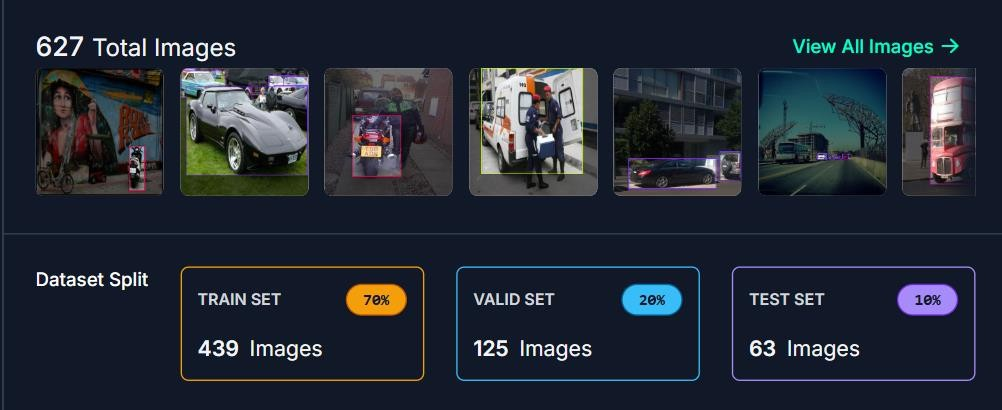 627 Total Images
View All Images →
Dataset Split
TRAIN SET 70%
439 Images
VALID SET 20%
125 Images
TEST SET 10%
63 Images